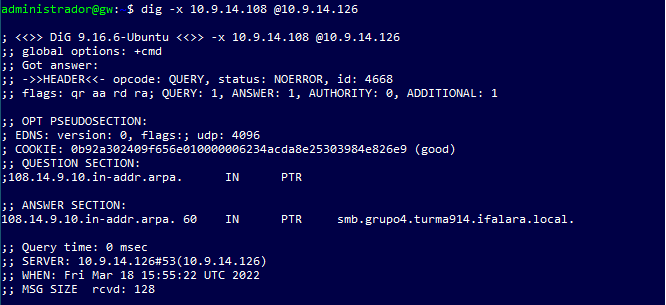 administrador@gw: $ dig -x 10.9.14.108 @10.9.14.126
; <<>> DiG 9.16.6-Ubuntu <<>> -x 10.9.14.108 @10.9.14.126
;; global options: +cmd
;; Got answer:
;; ->>HEADER<<- opcode: QUERY, status: NOERROR, id: 4668
;; flags: qr aa rd ra; QUERY: 1, ANSWER: 1, AUTHORITY: 0, ADDITIONAL: 1
;; OPT PSEUDOSECTION:
; EDNS: version: 0, flags:; udp: 4096
; COOKIE: 0b92a302409f656e010000006234acda8e25303984e826e9 (good)
;; QUESTION SECTION:
;108.14.9.10.in-addr.arpa. IN PTR
;; ANSWER SECTION:
108.14.9.10.in-addr.arpa. 60 IN PTR smb.grupo4.turma914.ifalara.local.
;; Query time: 0 msec
;; SERVER: 10.9.14.126#53(10.9.14.126)
;; WHEN: Fri Mar 18 15:55:22 UTC 2022
;; MSG SIZE rcvd: 128